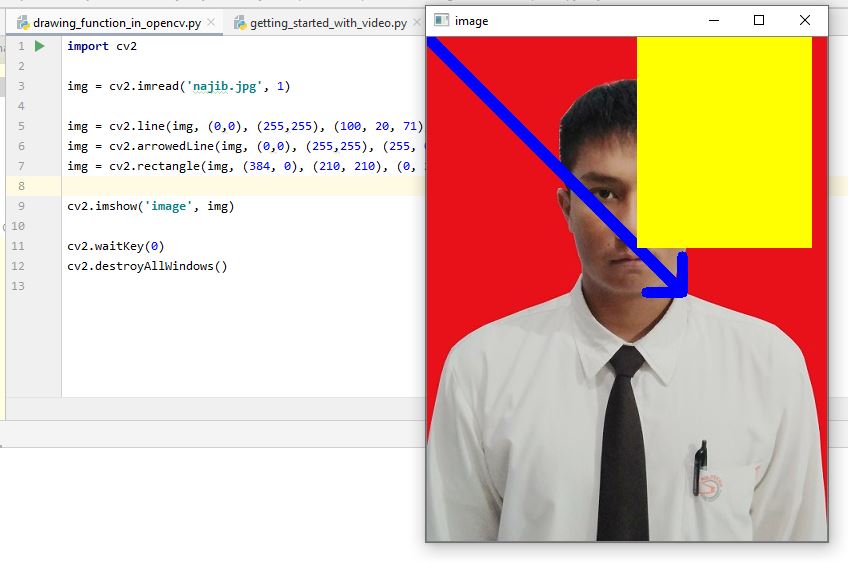 drawing_function_in_opencv.py
getting_started_with_video.py
image
1 import cv2
2
3 img = cv2.imread('najib.jpg', 1)
4
5 img = cv2.line(img, (0,0), (255,255), (100, 20, 71)
6 img = cv2.arrowedLine(img, (0,0), (255,255), (255,
7 img = cv2.rectangle(img, (384, 0), (210, 210), (0,
8
9 cv2.imshow('image', img)
10
11 cv2.waitKey(0)
12 cv2.destroyAllWindows()
13